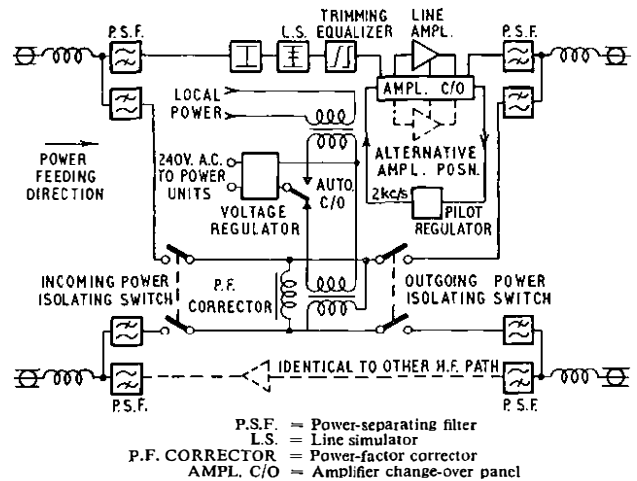 P.S.F.
L.S.
TRIMMING
EQUALIZER
LINE
AMPL.
P.S.F.
AMPL. C/O
LOCAL
POWER
ALTERNATIVE
AMPL. POSN.
POWER
FEEDING
DIRECTION
240V. A.C.
TO POWER
UNITS
AUTO.
C/O
VOLTAGE
REGULATOR
2kc/s
PILOT
REGULATOR
INCOMING POWER
ISOLATING SWITCH
P.F.
CORRECTOR
OUTGOING POWER
ISOLATING SWITCH
IDENTICAL TO OTHER H.F. PATH
P.S.F.
P.S.F.
P.S.F. = Power-separating filter
L.S. = Line simulator
P.F. CORRECTOR = Power-factor corrector
AMPL. C/O = Amplifier change-over panel